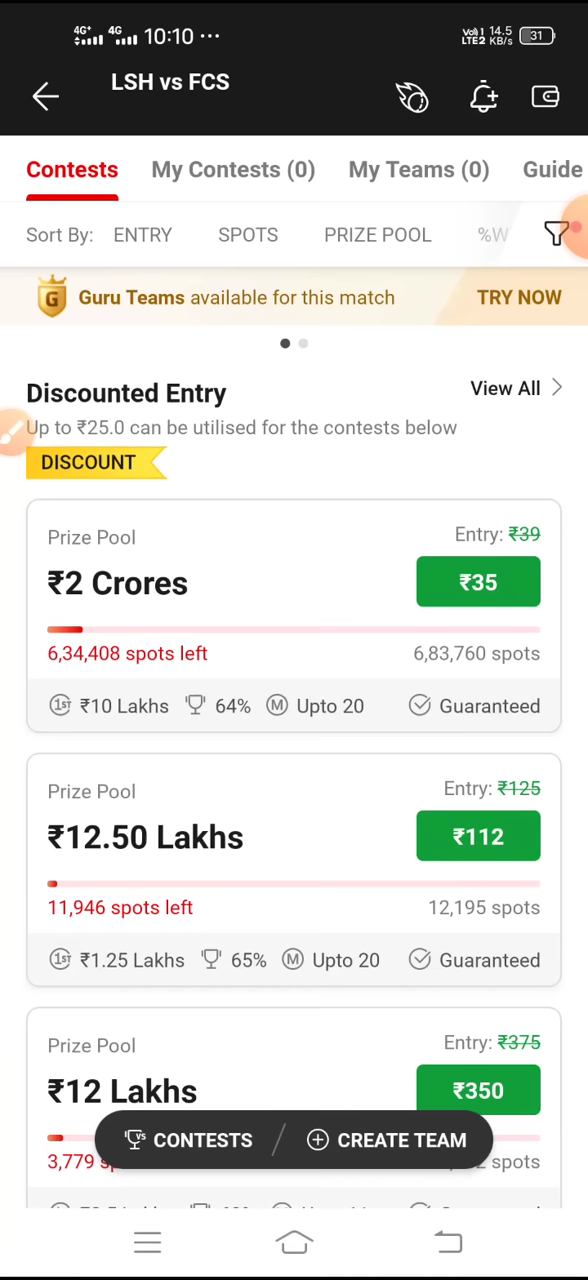 4G+ 4G 10:10 ··· Vo)) 1 LTE2 14.5 KB/s 31
LSH vs FCS
Contests My Contests (0) My Teams (0) Guide
Sort By: ENTRY SPOTS PRIZE POOL %W
G Guru Teams available for this match TRY NOW
Discounted Entry View All
Up to ₹25.0 can be utilised for the contests below
DISCOUNT
Prize Pool Entry: ₹39
₹2 Crores ₹35
6,34,408 spots left 6,83,760 spots
1ST ₹10 Lakhs 64% M Upto 20 Guaranteed
Prize Pool Entry: ₹125
₹12.50 Lakhs ₹112
11,946 spots left 12,195 spots
1ST ₹1.25 Lakhs 65% M Upto 20 Guaranteed
Prize Pool Entry: ₹375
₹12 Lakhs ₹350
VS CONTESTS CREATE TEAM
3,779 spots